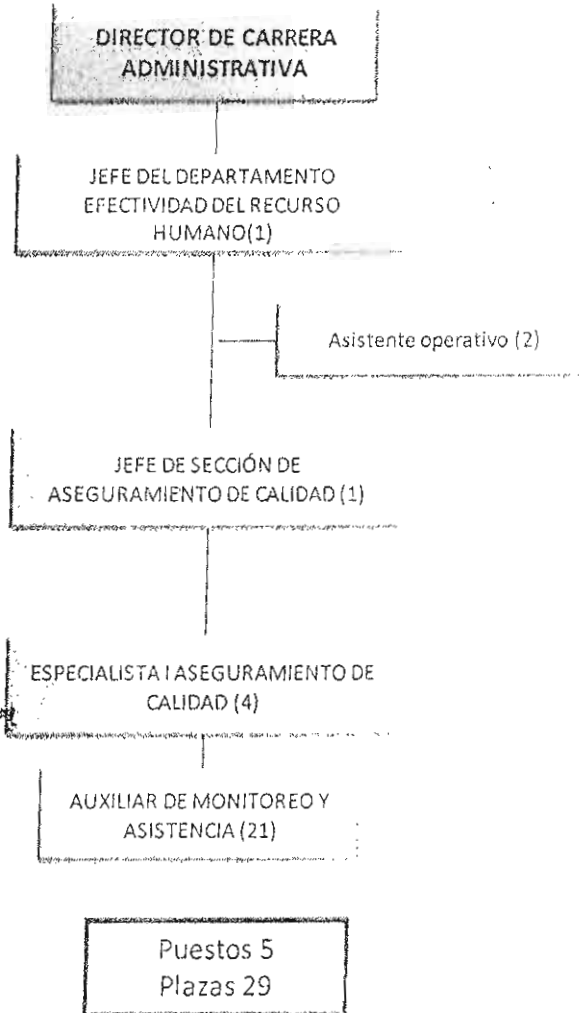 DIRECTOR DE CARRERA
ADMINISTRATIVA
JEFE DEL DEPARTAMENTO
EFECTIVIDAD DEL RECURSO
HUMANO(1)
Asistente operativo (2)
JEFE DE SECCIÓN DE
ASEGURAMIENTO DE CALIDAD (1)
ESPECIALISTA I ASEGURAMIENTO DE
CALIDAD (4)
AUXILIAR DE MONITOREO Y
ASISTENCIA (21)
Puestos 5
Plazas 29